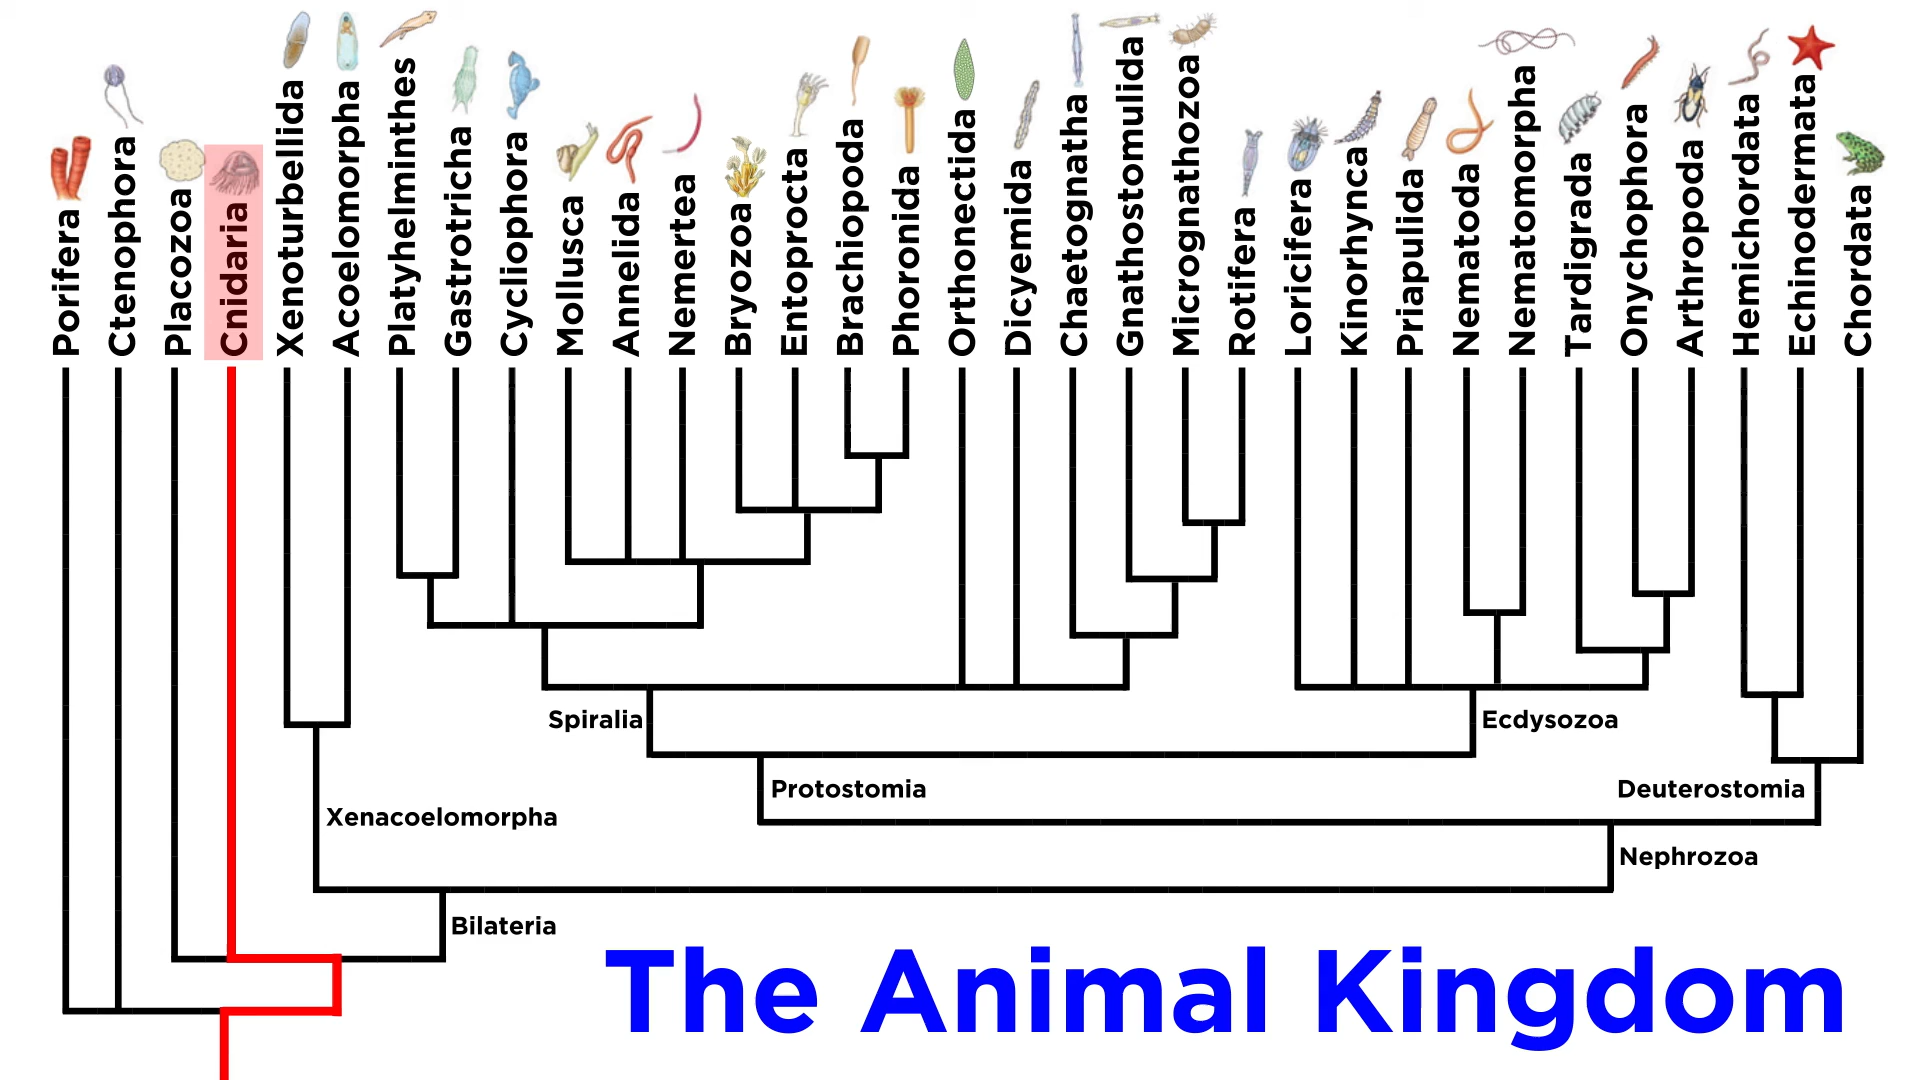 Porifera
Ctenophora
Placozoa
Cnidaria
Xenoturbellida
Acoelomorpha
Platyhelminthes
Gastrotricha
Cycliophora
Mollusca
Annelida
Nemertea
Bryozoa
Entoprocta
Brachiopoda
Phoronida
Orthonectida
Dicyemida
Chaetognatha
Gnathostomulida
Micrognathozoa
Rotifera
Loricifera
Kinorhynca
Priapulida
Nematoda
Nematomorpha
Tardigrada
Onychophora
Arthropoda
Hemichordata
Echinodermata
Chordata
Spiralia
Ecdysozoa
Protostomia
Deuterostomia
Xenacoelomorpha
Nephrozoa
Bilateria
The Animal Kingdom